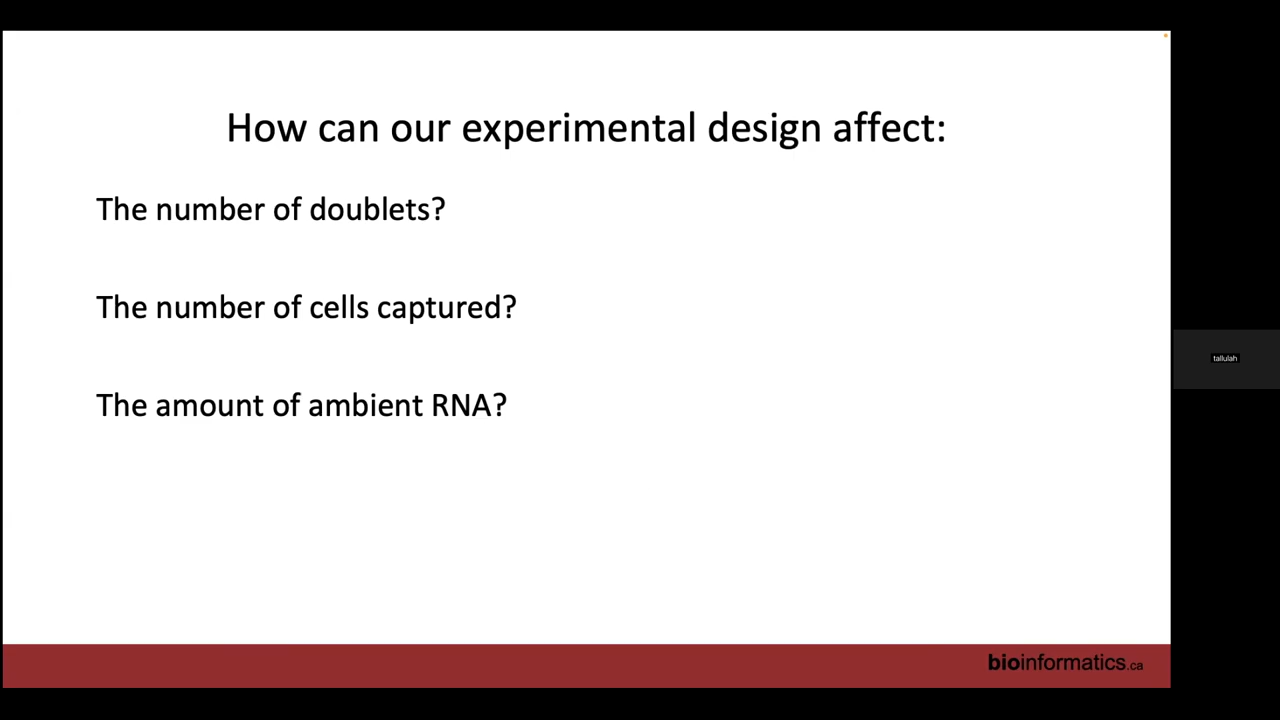 How can our experimental design affect:
The number of doublets?
The number of cells captured?
The amount of ambient RNA?
tallulah
bioinformatics.ca